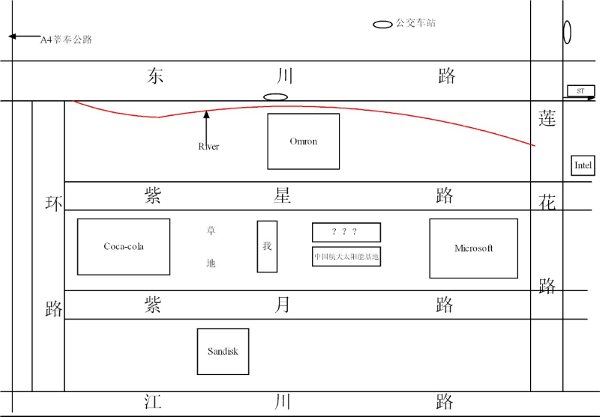 公交车站
A4莘奉公路
东川路
ST
莲花路
River
Omron
Intel
环路
紫星路
Coca-cola
草地
我
？？？
中国航天太阳能基地
Microsoft
紫月路
Sandisk
江川路